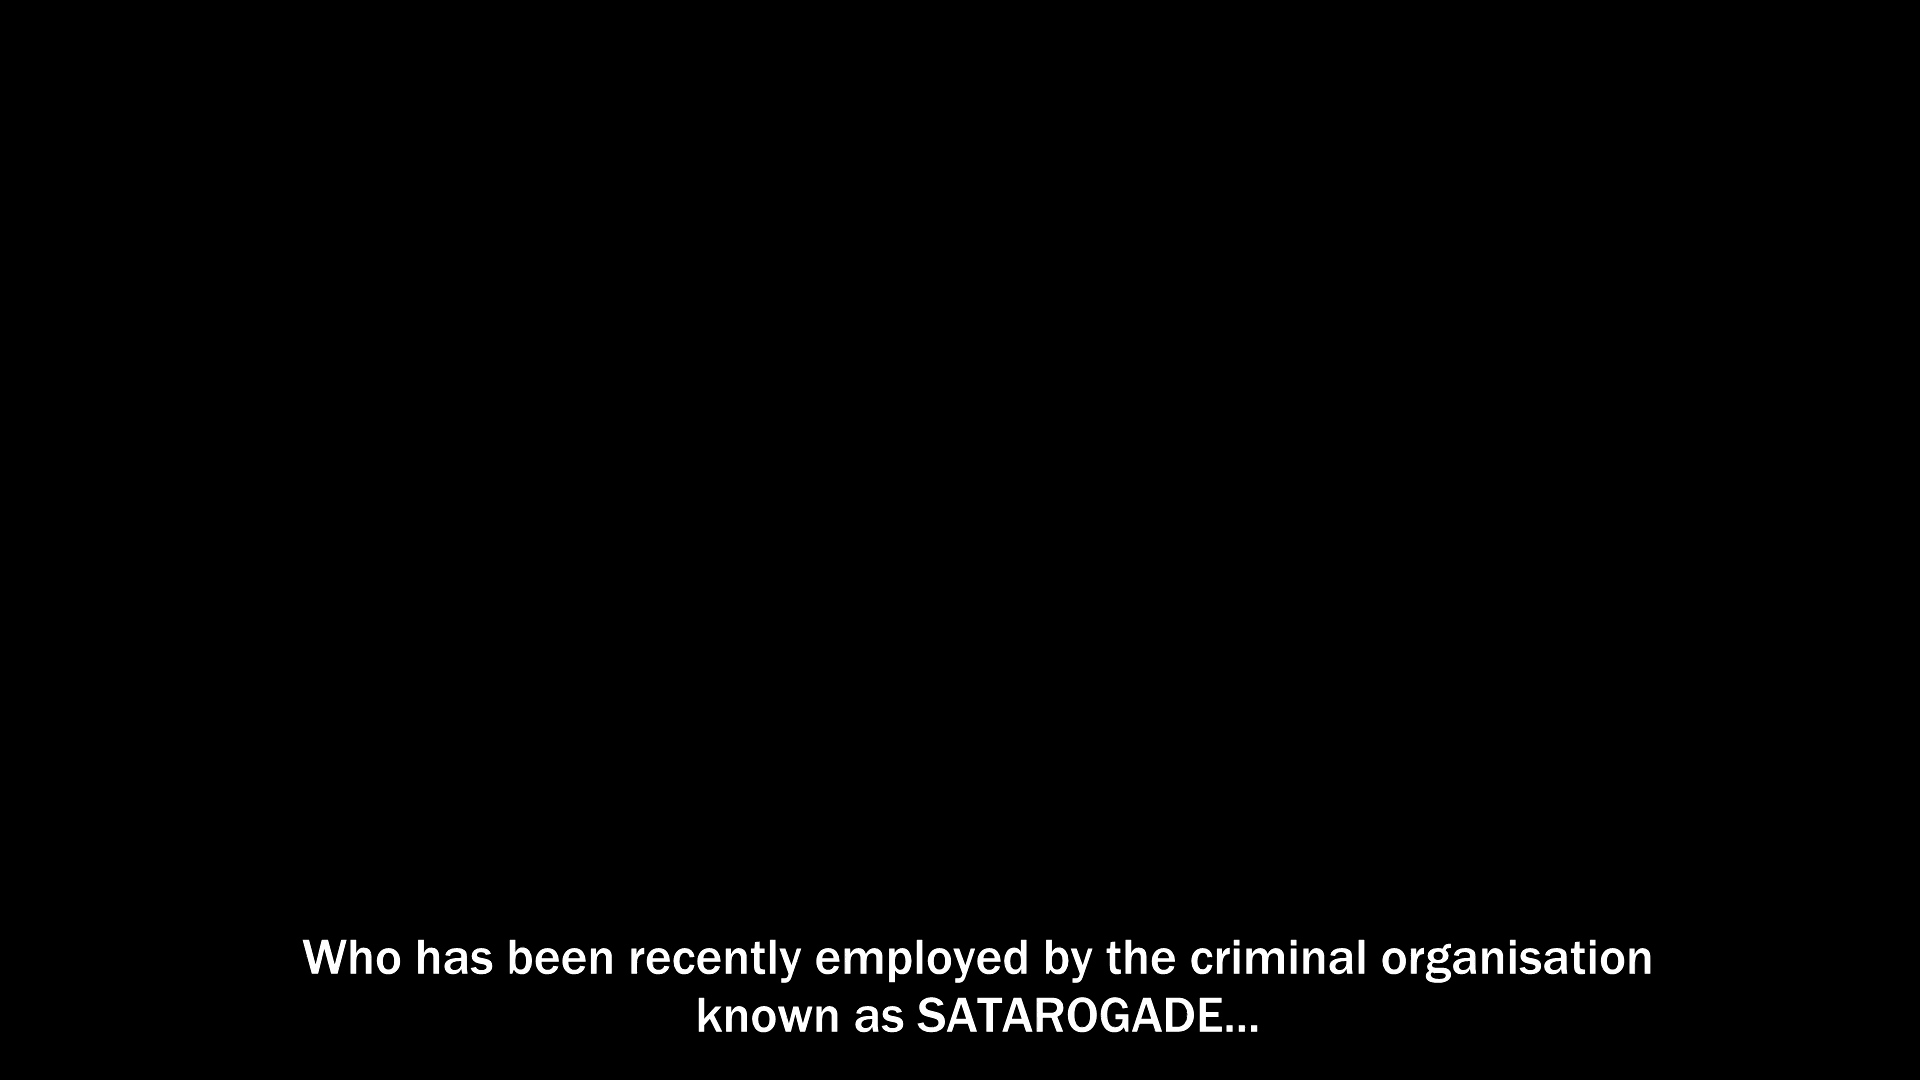 Who has been recently employed by the criminal organisation
known as SATAROGADE...